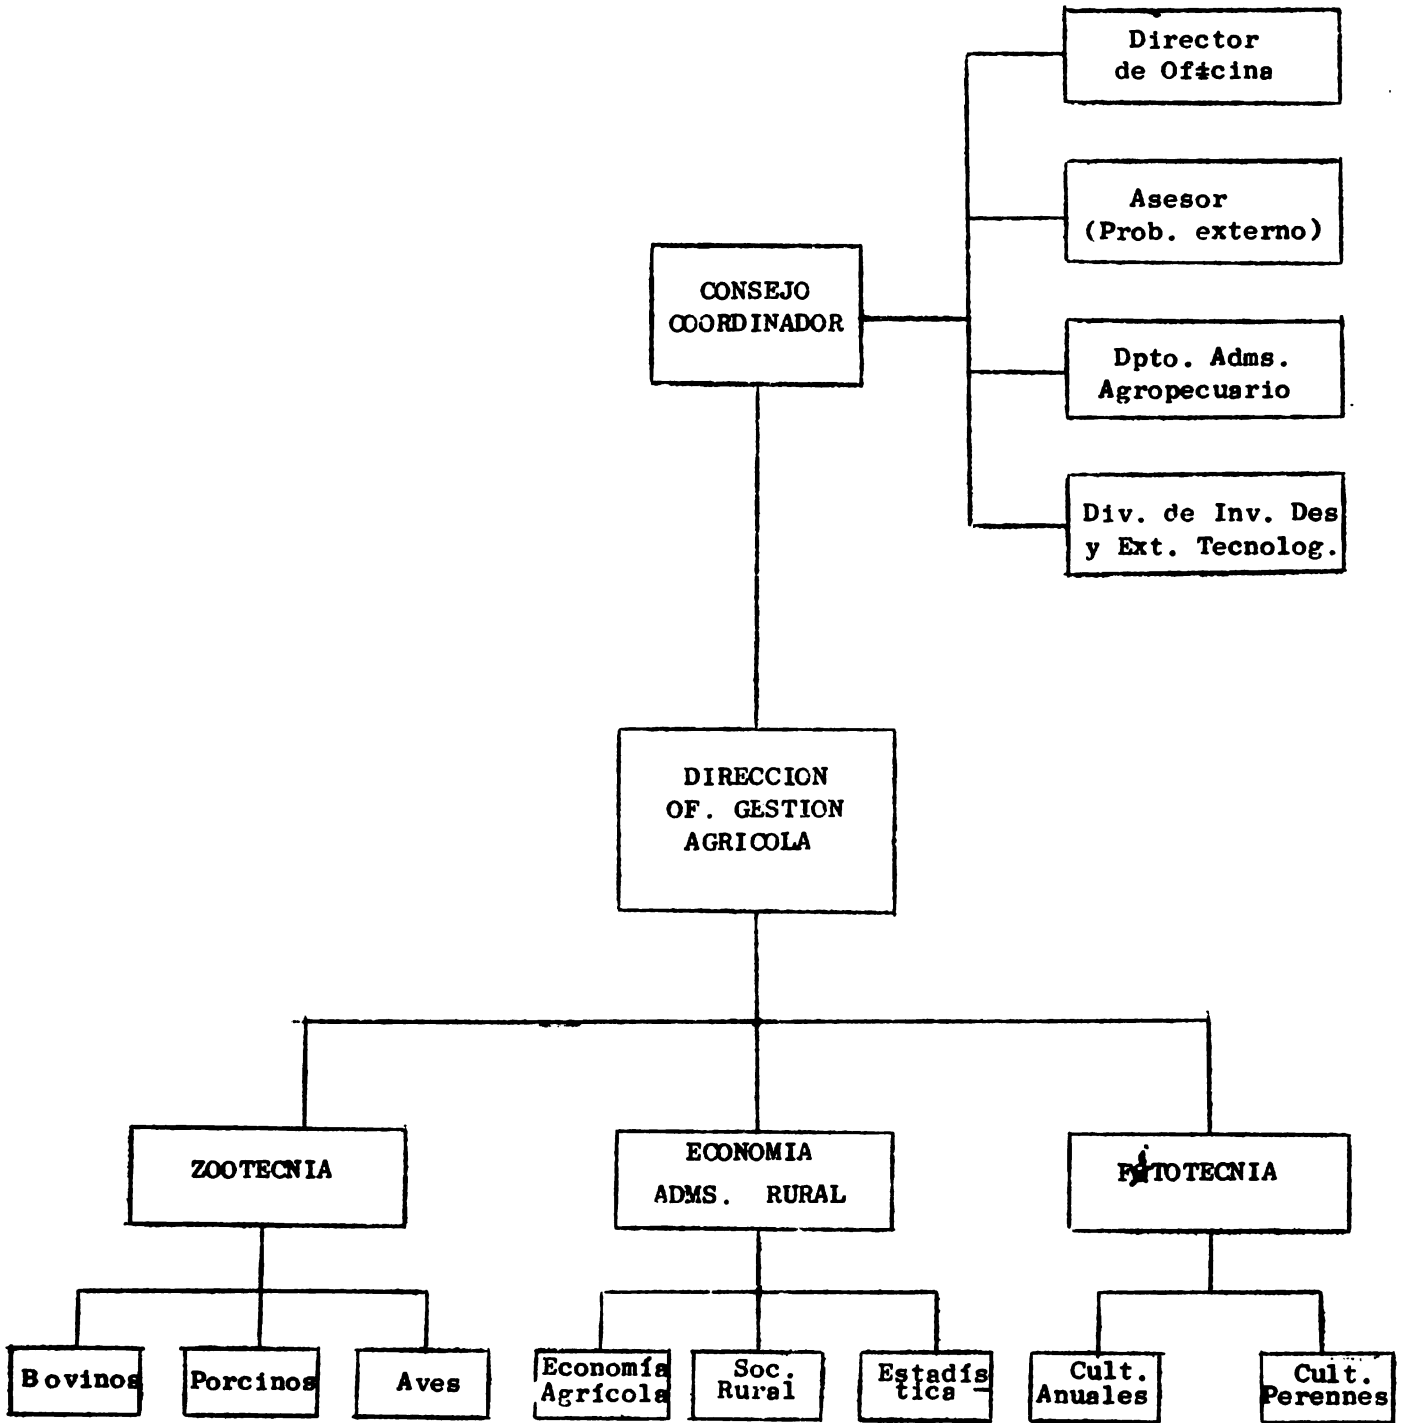 Director
de Oficina
Asesor
(Prob. externo)
CONSEJO
COORDINADOR
Dpto. Adms.
Agropecuario
Div. de Inv. Des
y Ext. Tecnolog.
DIRECCION
OF. GESTION
AGRICOLA
ZOOTECNIA
ECONOMIA
ADMS. RURAL
FITOTECNIA
Bovinos
Porcinos
Aves
Economía
Agrícola
Soc.
Rural
Estadís
tica -
Cult.
Anuales
Cult.
Perennes